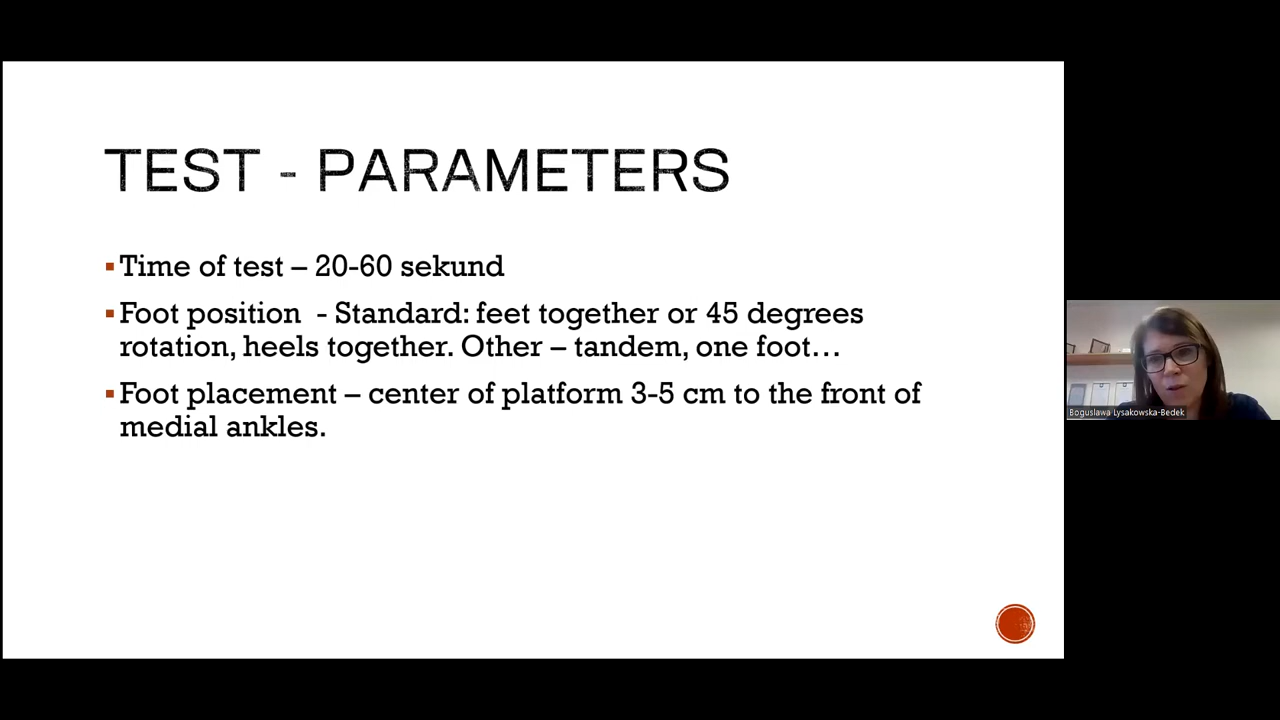 TEST - PARAMETERS
Time of test – 20-60 sekund
Foot position - Standard: feet together or 45 degrees
rotation, heels together. Other – tandem, one foot…
Foot placement – center of platform 3-5 cm to the front of
medial ankles.
Boguslawa Lysakowska-Bedek